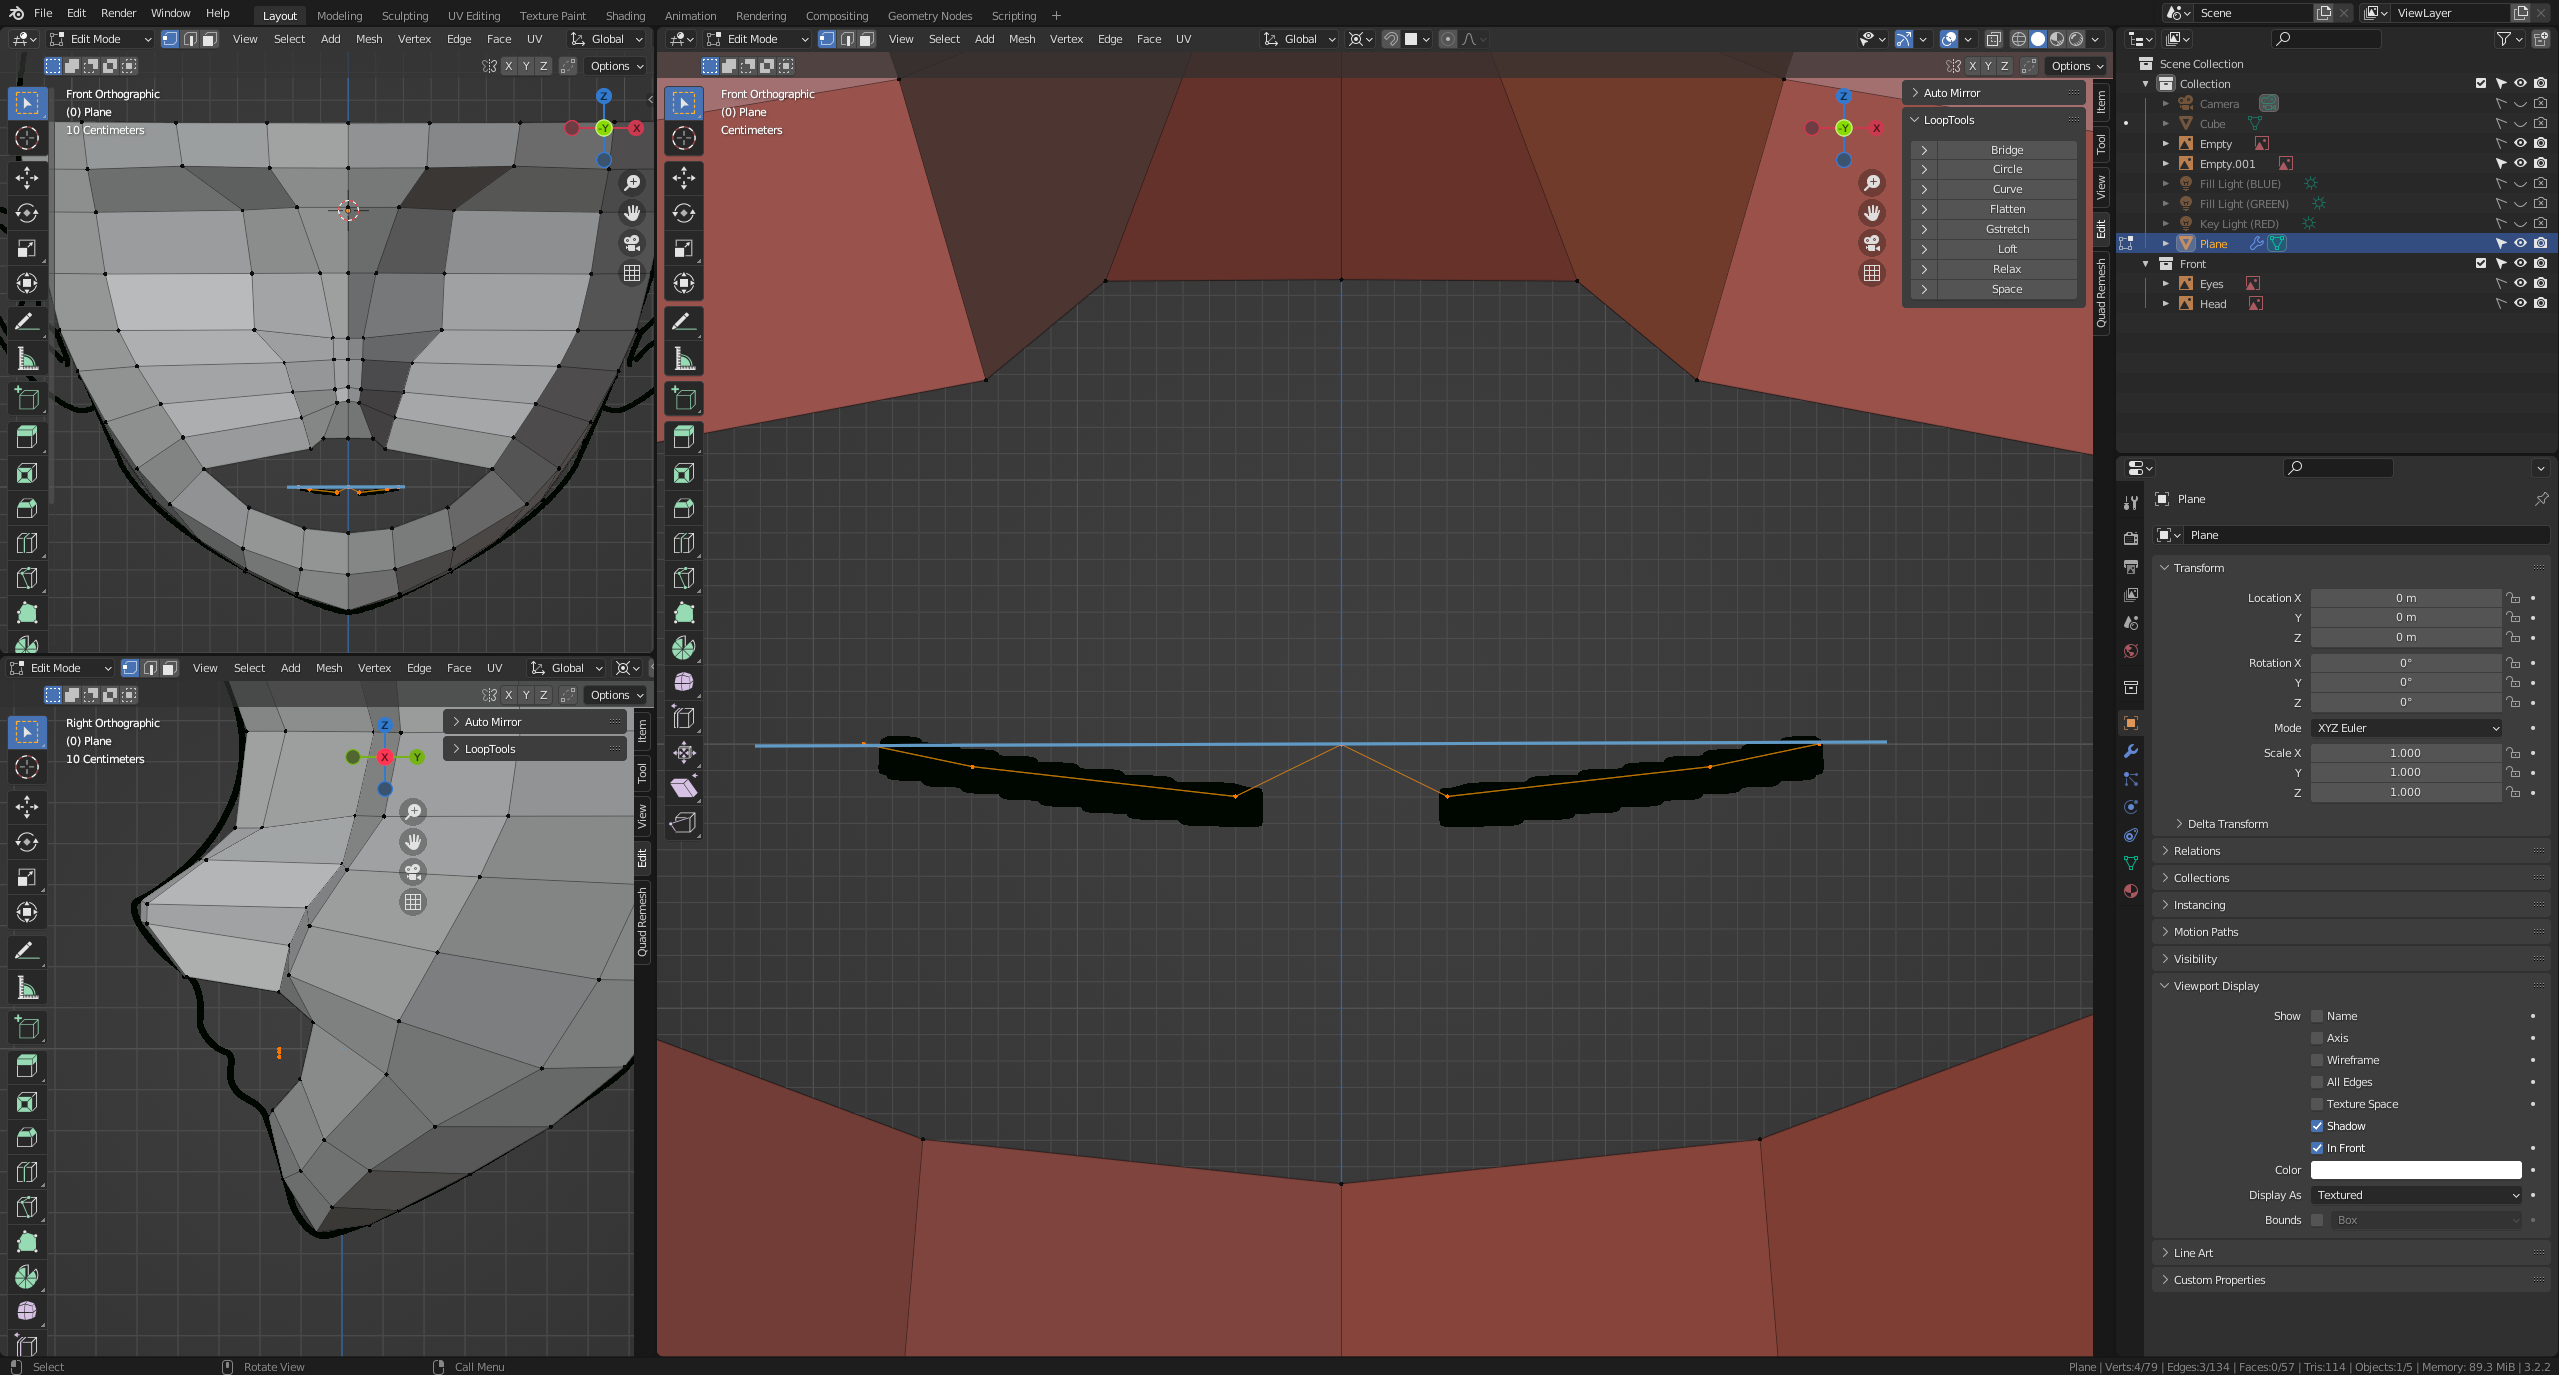 File Edit Render Window Help Layout Modeling Sculpting UV Editing Texture Paint Shading Animation Rendering Compositing Geometry Nodes Scripting + Scene ViewLayer
Edit Mode View Select Add Mesh Vertex Edge Face UV Global
Edit Mode View Select Add Mesh Vertex Edge Face UV Global
X Y Z Options
X Y Z Options
Front Orthographic
(0) Plane
10 Centimeters
Z
-Y
X
Front Orthographic
(0) Plane
Centimeters
Z
-Y
X
Auto Mirror
LoopTools
Bridge
Circle
Curve
Flatten
Gstretch
Loft
Relax
Space
Item
Tool
View
Edit
Quad Remesh
Edit Mode View Select Add Mesh Vertex Edge Face UV Global
X Y Z Options
Right Orthographic
(0) Plane
10 Centimeters
Z
X
Y
Auto Mirror
LoopTools
Item
Tool
View
Edit
Quad Remesh
Scene Collection
Collection
Camera
Cube
Empty
Empty.001
Fill Light (BLUE)
Fill Light (GREEN)
Key Light (RED)
Plane
Front
Eyes
Head
Plane
Plane
Transform
Location X 0 m
Y 0 m
Z 0 m
Rotation X 0°
Y 0°
Z 0°
Mode XYZ Euler
Scale X 1.000
Y 1.000
Z 1.000
Delta Transform
Relations
Collections
Instancing
Motion Paths
Visibility
Viewport Display
Show Name
Axis
Wireframe
All Edges
Texture Space
Shadow
In Front
Color
Display As Textured
Bounds Box
Line Art
Custom Properties
Select Rotate View Call Menu Plane | Verts:4/79 | Edges:3/134 | Faces:0/57 | Tris:114 | Objects:1/5 | Memory: 89.3 MiB | 3.2.2